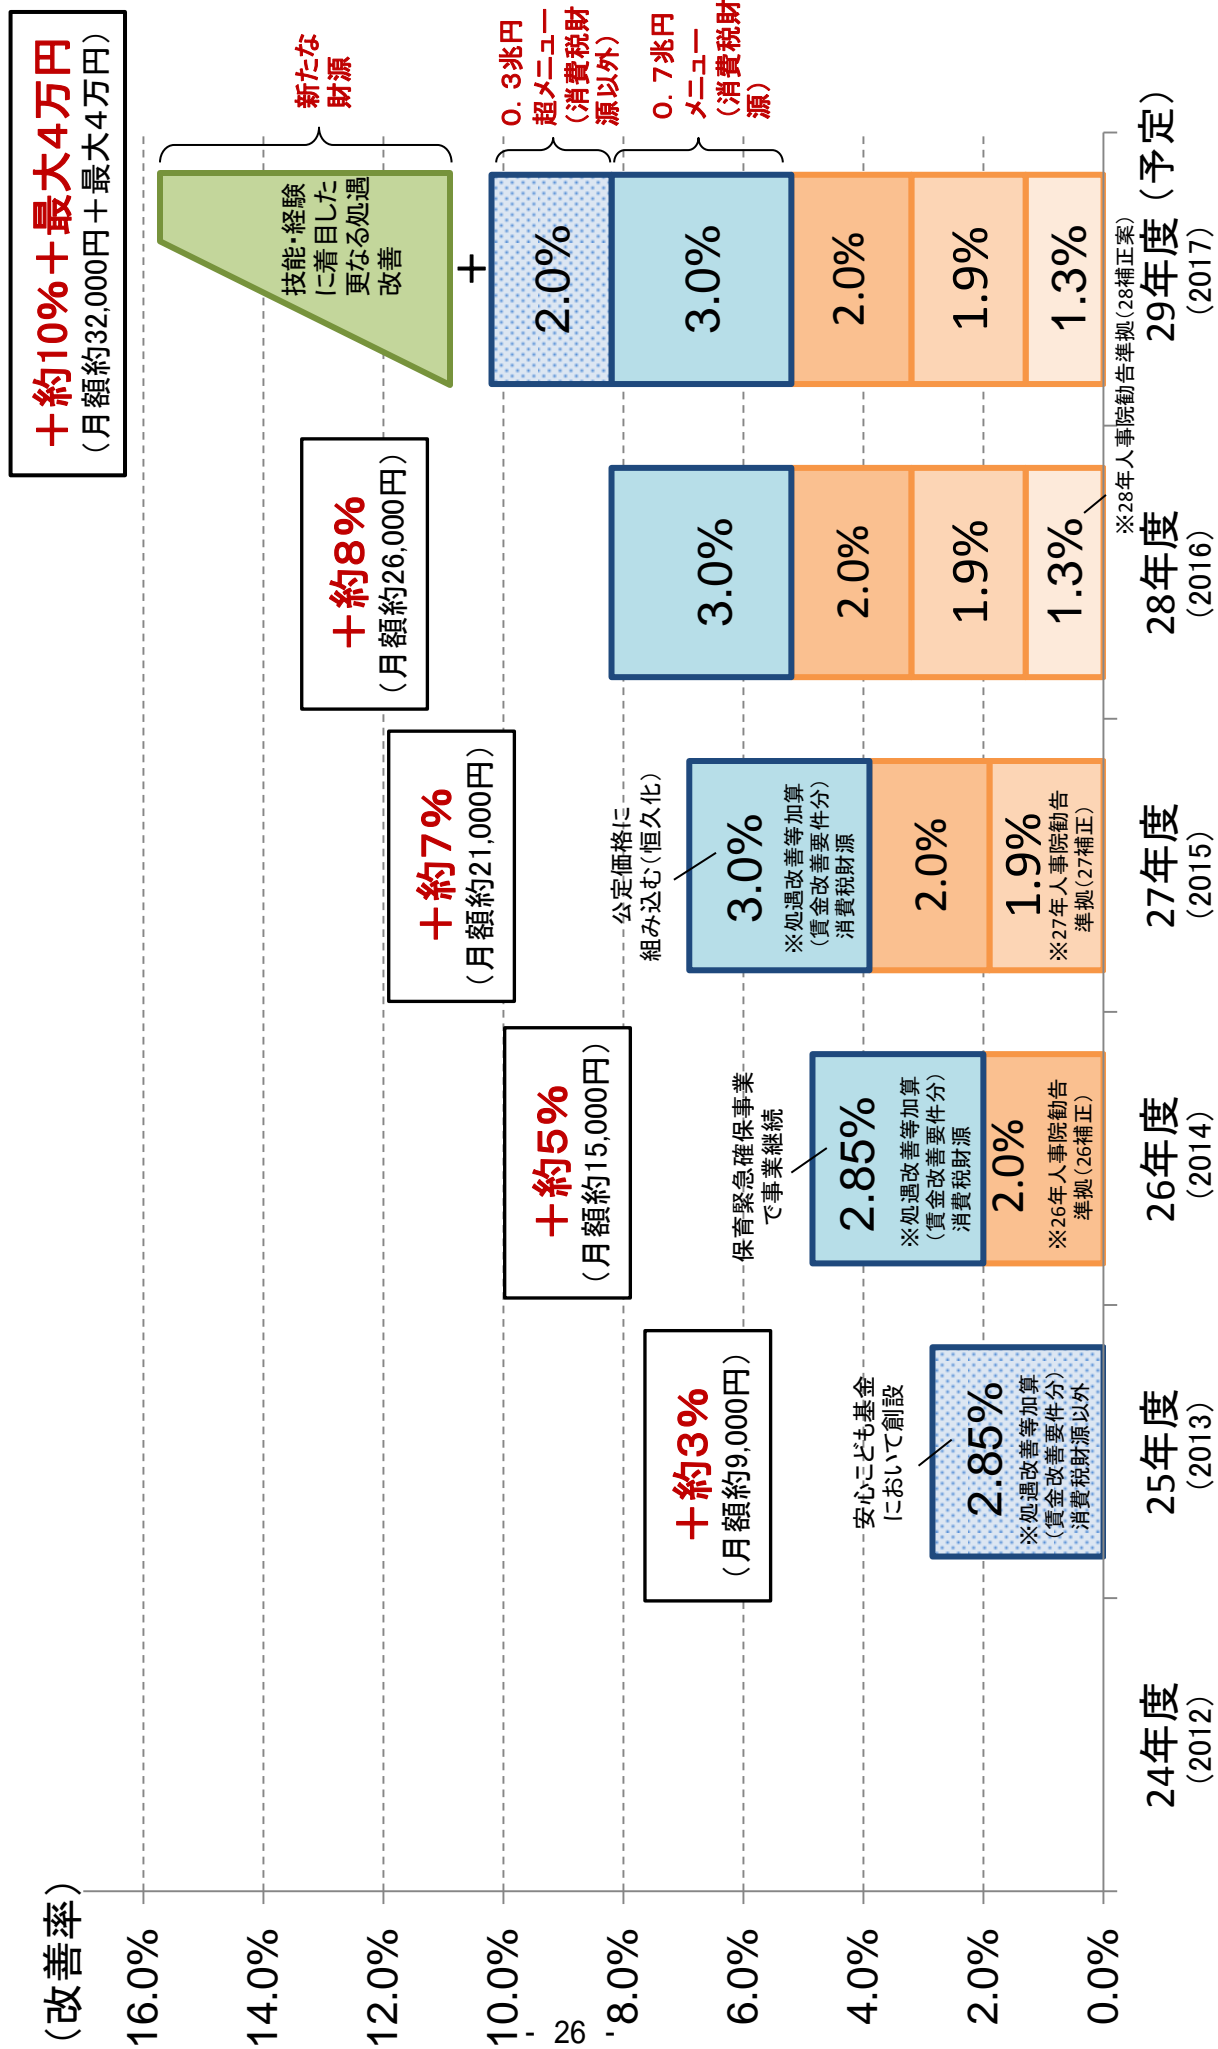 （改善率）
16.0%
14.0%
12.0%
10.0%
8.0%
6.0%
4.0%
2.0%
0.0%
24年度
（2012）
25年度
（2013）
26年度
（2014）
27年度
（2015）
28年度
（2016）
29年度（予定）
（2017）
＋約3％
（月額約9,000円）
安心こども基金
において創設
2.85%
※処遇改善等加算
（賃金改善要件分）
消費税財源以外
＋約5％
（月額約15,000円）
保育緊急確保事業
で事業継続
2.85%
※処遇改善等加算
（賃金改善要件分）
消費税財源
2.0%
※26年人事院勧告
準拠（26補正）
＋約7％
（月額約21,000円）
公定価格に
組み込む（恒久化）
3.0%
※処遇改善等加算
（賃金改善要件分）
消費税財源
2.0%
1.9%
※27年人事院勧告
準拠（27補正）
＋約8％
（月額約26,000円）
3.0%
2.0%
1.9%
1.3%
※28年人事院勧告準拠（28補正案）
＋約10％＋最大4万円
（月額約32,000円＋最大4万円）
技能・経験
に着目した
更なる処遇
改善
＋
2.0%
3.0%
2.0%
1.9%
1.3%
新たな
財源
0．3兆円
超メニュー
（消費税財
源以外）
0．7兆円
メニュー
（消費税財
源）
- 26 -